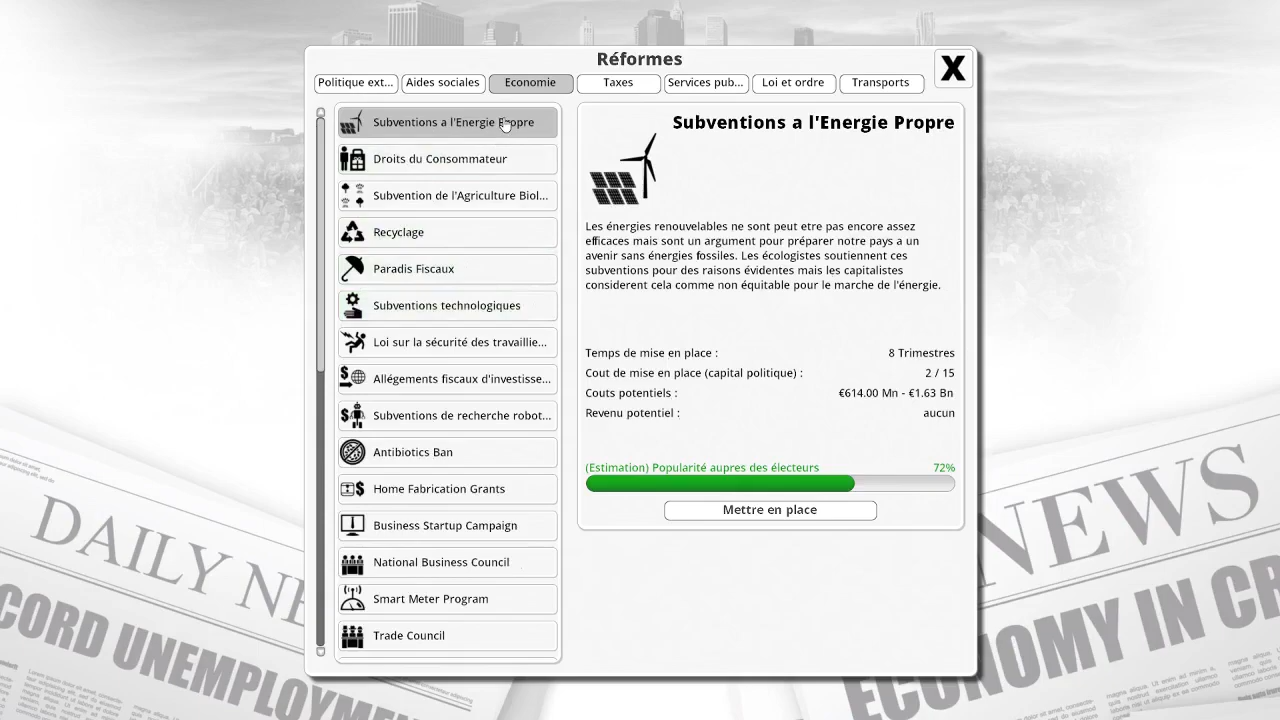 Réformes
X
Politique ext...
Aides sociales
Economie
Taxes
Services pub...
Loi et ordre
Transports
Subventions a l'Energie Propre
Droits du Consommateur
Subvention de l'Agriculture Biol...
Recyclage
Paradis Fiscaux
Subventions technologiques
Loi sur la sécurité des travaillie...
Allégements fiscaux d'investisse...
Subventions de recherche robot...
Antibiotics Ban
Home Fabrication Grants
Business Startup Campaign
National Business Council
Smart Meter Program
Trade Council
Subventions a l'Energie Propre
Les énergies renouvelables ne sont peut etre pas encore assez
efficaces mais sont un argument pour préparer notre pays a un
avenir sans énergies fossiles. Les écologistes soutiennent ces
subventions pour des raisons évidentes mais les capitalistes
considerent cela comme non équitable pour le marche de l'énergie.
Temps de mise en place : 8 Trimestres
Cout de mise en place (capital politique) : 2 / 15
Couts potentiels : €614.00 Mn - €1.63 Bn
Revenu potentiel : aucun
(Estimation) Popularité aupres des électeurs 72%
Mettre en place
DAILY NE
CORD UNEMPLOYM
NEWS
ECONOMY IN CR